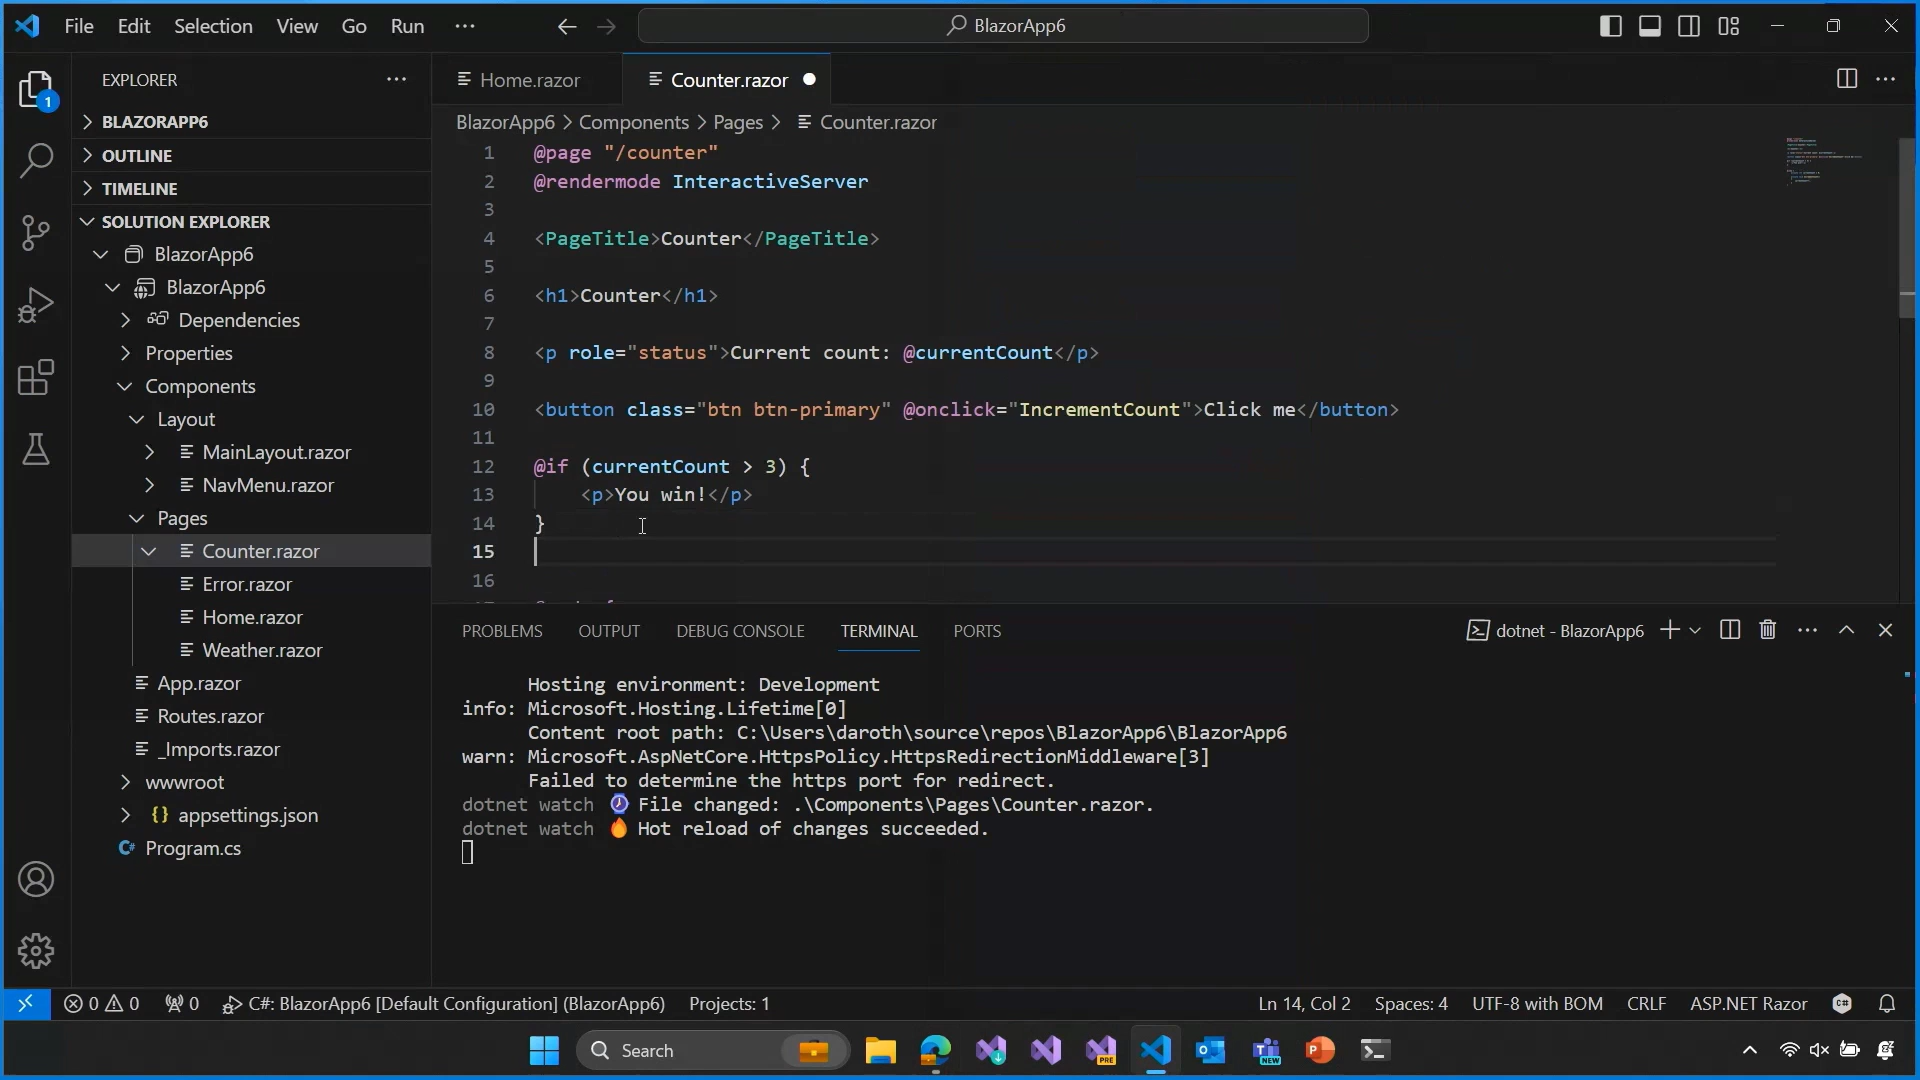 File Edit Selection View Go Run ··· BlazorApp6
EXPLORER ···
1
BLAZORAPP6
OUTLINE
TIMELINE
SOLUTION EXPLORER
BlazorApp6
BlazorApp6
Dependencies
Properties
Components
Layout
MainLayout.razor
NavMenu.razor
Pages
Counter.razor
Error.razor
Home.razor
Weather.razor
App.razor
Routes.razor
_Imports.razor
wwwroot
{} appsettings.json
C# Program.cs
Home.razor Counter.razor
BlazorApp6 > Components > Pages > Counter.razor
1 @page "/counter"
2 @rendermode InteractiveServer
3
4 <PageTitle>Counter</PageTitle>
5
6 <h1>Counter</h1>
7
8 <p role="status">Current count: @currentCount</p>
9
10 <button class="btn btn-primary" @onclick="IncrementCount">Click me</button>
11
12 @if (currentCount > 3) {
13 <p>You win!</p>
14 }
15
16
PROBLEMS OUTPUT DEBUG CONSOLE TERMINAL PORTS dotnet - BlazorApp6
Hosting environment: Development
info: Microsoft.Hosting.Lifetime[0]
Content root path: C:\Users\daroth\source\repos\BlazorApp6\BlazorApp6
warn: Microsoft.AspNetCore.HttpsPolicy.HttpsRedirectionMiddleware[3]
Failed to determine the https port for redirect.
dotnet watch ⌚ File changed: .\Components\Pages\Counter.razor.
dotnet watch 🔥 Hot reload of changes succeeded.
0 0 0 C#: BlazorApp6 [Default Configuration] (BlazorApp6) Projects: 1 Ln 14, Col 2 Spaces: 4 UTF-8 with BOM CRLF ASP.NET Razor
Search PRE NEW